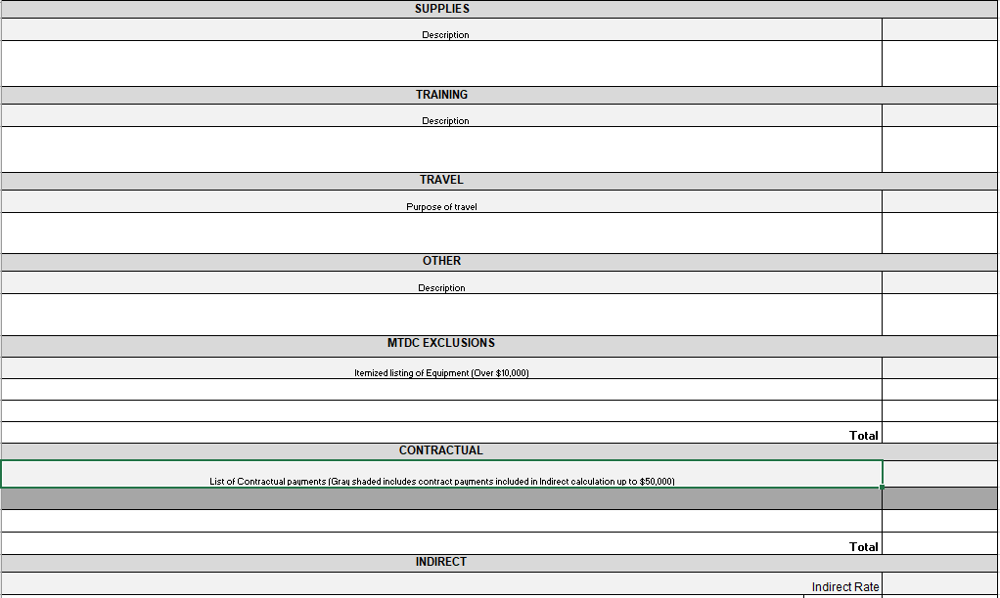 SUPPLIES
Description
TRAINING
Description
TRAVEL
Purpose of travel
OTHER
Description
MTDC EXCLUSIONS
Itemized listing of Equipment (Over $10,000)
Total
CONTRACTUAL
List of Contractual payments (Gray shaded includes contract payments included in Indirect calculation up to $50,000)
Total
INDIRECT
Indirect Rate